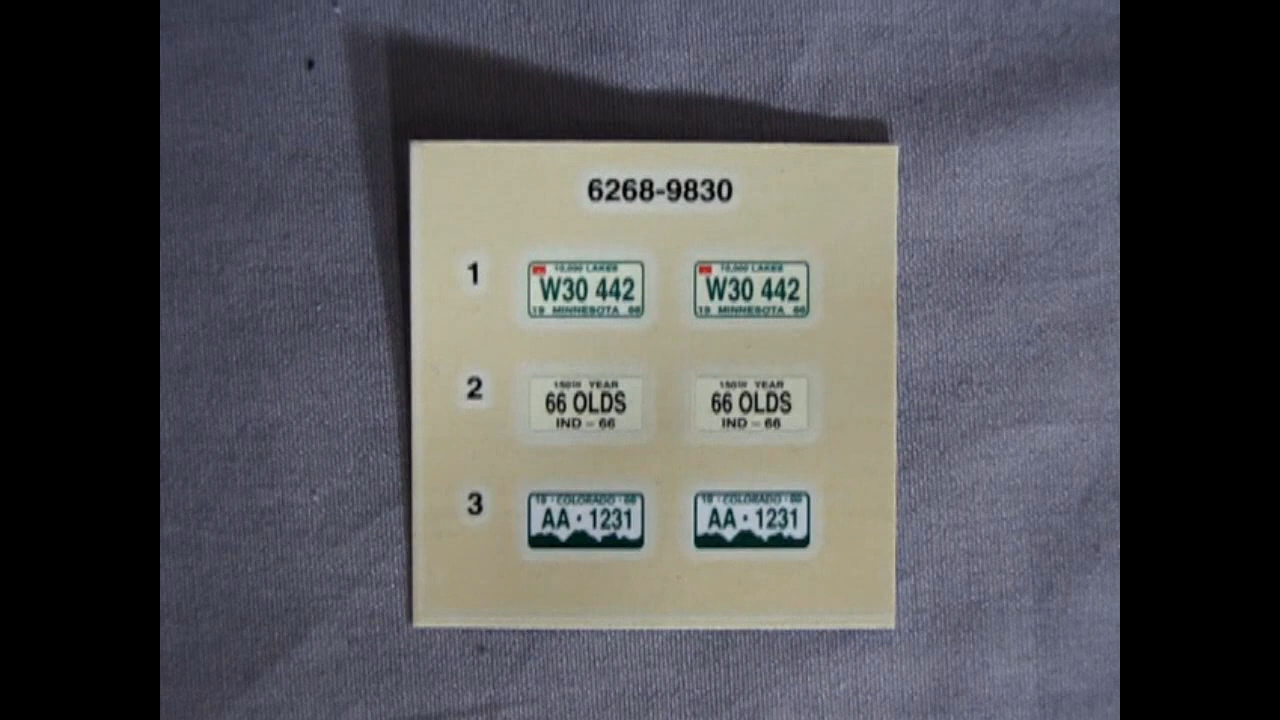 6268-9830
1
10,000 LAKES 10,000 LAKES
W30 442 W30 442
19 MINNESOTA 66 19 MINNESOTA 66
2
150TH YEAR 150TH YEAR
66 OLDS 66 OLDS
IND – 66 IND – 66
3
19 · COLORADO · 66 19 · COLORADO · 66
AA · 1231 AA · 1231